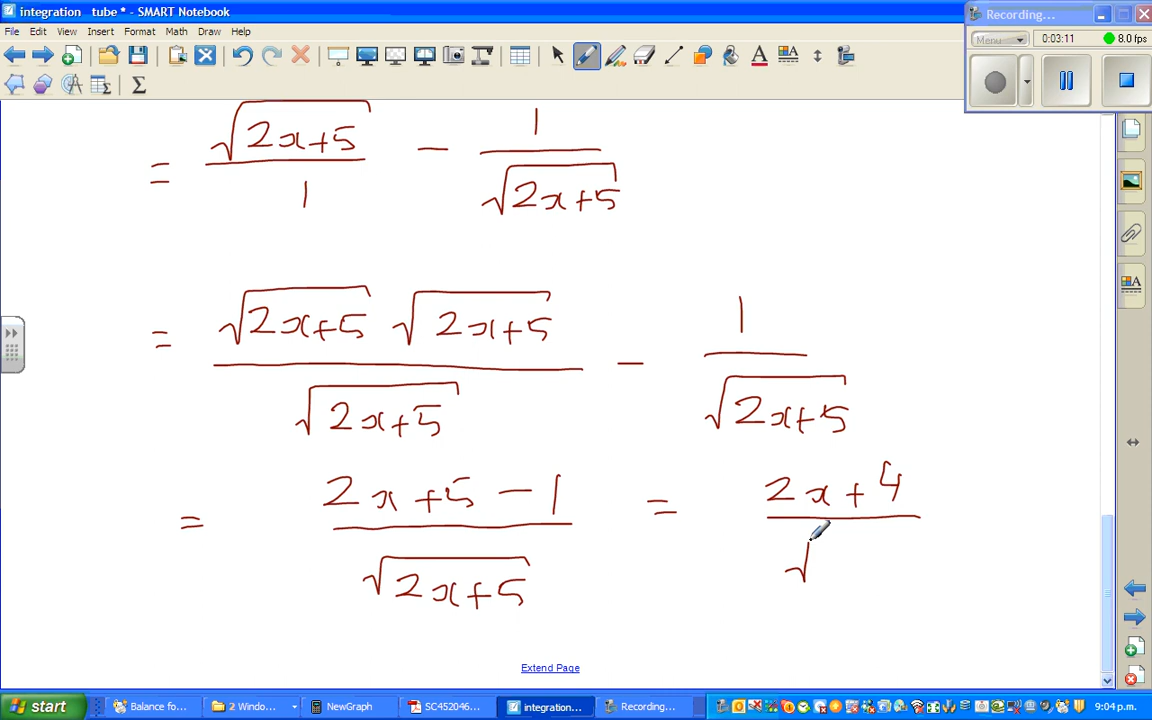 integration tube * - SMART Notebook
Recording...
File Edit View Insert Format Math Draw Help
Menu 0:03:11 8.0 fps
= √(2x+5)/1 - 1/√(2x+5)
= √(2x+5) √(2x+5)/√(2x+5) - 1/√(2x+5)
= 2x+5-1/√(2x+5) = 2x+4/√
Extend Page
start Balance fo... 2 Windo... NewGraph SC452046... integration... Recording... 9:04 p.m.